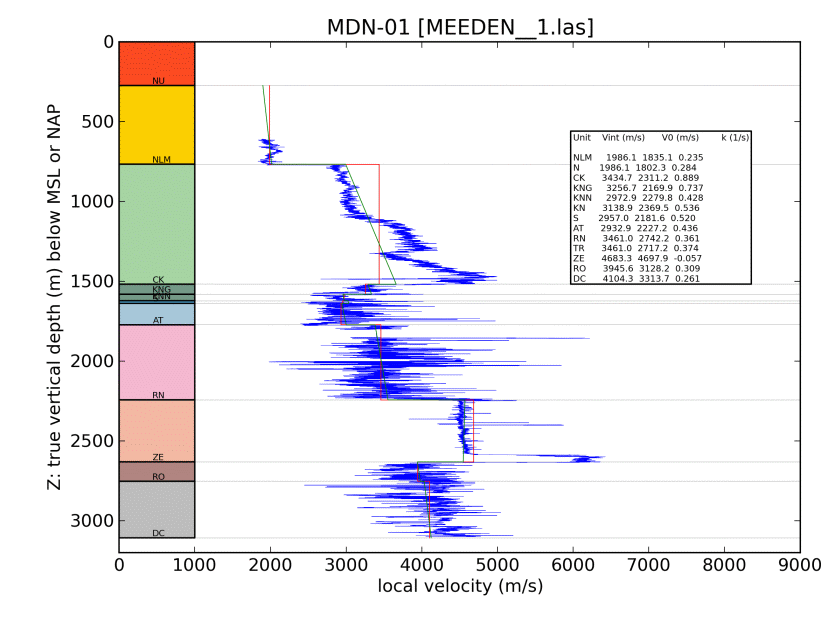 MDN-01 [MEEDEN__1.las]
Z: true vertical depth (m) below MSL or NAP
0
500
1000
1500
2000
2500
3000
NU
NLM
CK
KNG
KNN
AT
RN
ZE
RO
DC
Unit Vint (m/s) V0 (m/s) k (1/s)
NLM 1986.1 1835.1 0.235
N 1986.1 1802.3 0.284
CK 3434.7 2311.2 0.889
KNG 3256.7 2169.9 0.737
KNN 2972.9 2279.8 0.428
KN 3138.9 2369.5 0.536
S 2957.0 2181.6 0.520
AT 2932.9 2227.2 0.436
RN 3461.0 2742.2 0.361
TR 3461.0 2717.2 0.374
ZE 4683.3 4697.9 -0.057
RO 3945.6 3128.2 0.309
DC 4104.3 3313.7 0.261
0 1000 2000 3000 4000 5000 6000 7000 8000 9000
local velocity (m/s)